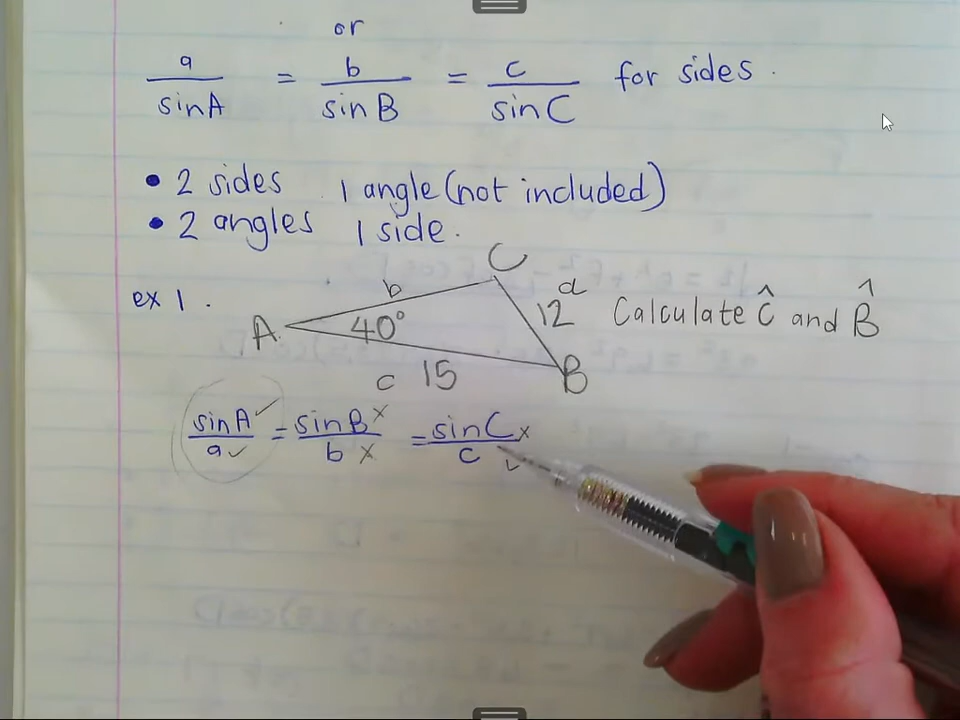 or
a/sinA = b/sinB = c/sinC for sides.
• 2 sides 1 angle (not included)
• 2 angles 1 side.
ex 1.
C
b
a
A
40°
12
Calculate Ĉ and B̂
c 15
B
sinA✓/a✓ = sinB×/b× = sinC×/c✓